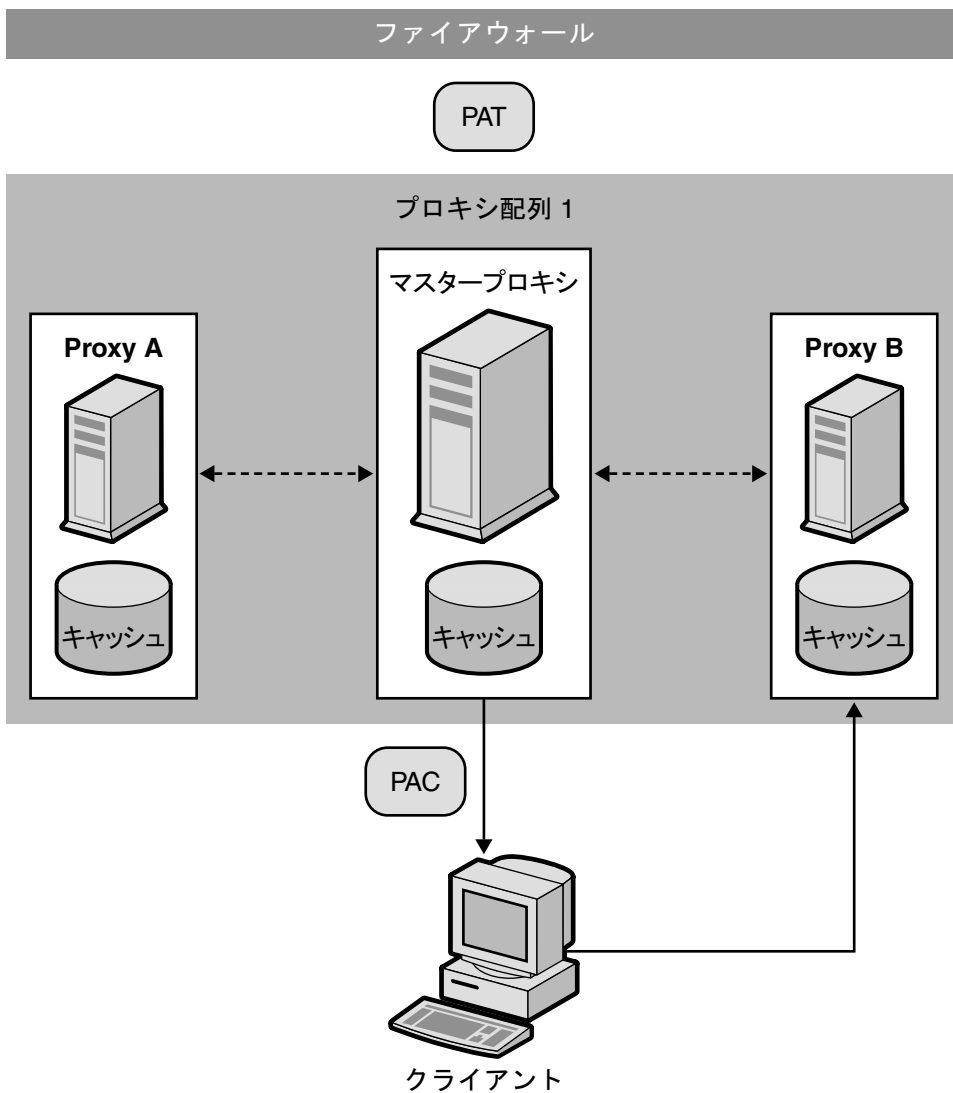 ファイアウォール
PAT
プロキシ配列 1
マスタープロキシ
Proxy A
Proxy B
キャッシュ
キャッシュ
キャッシュ
PAC
クライアント